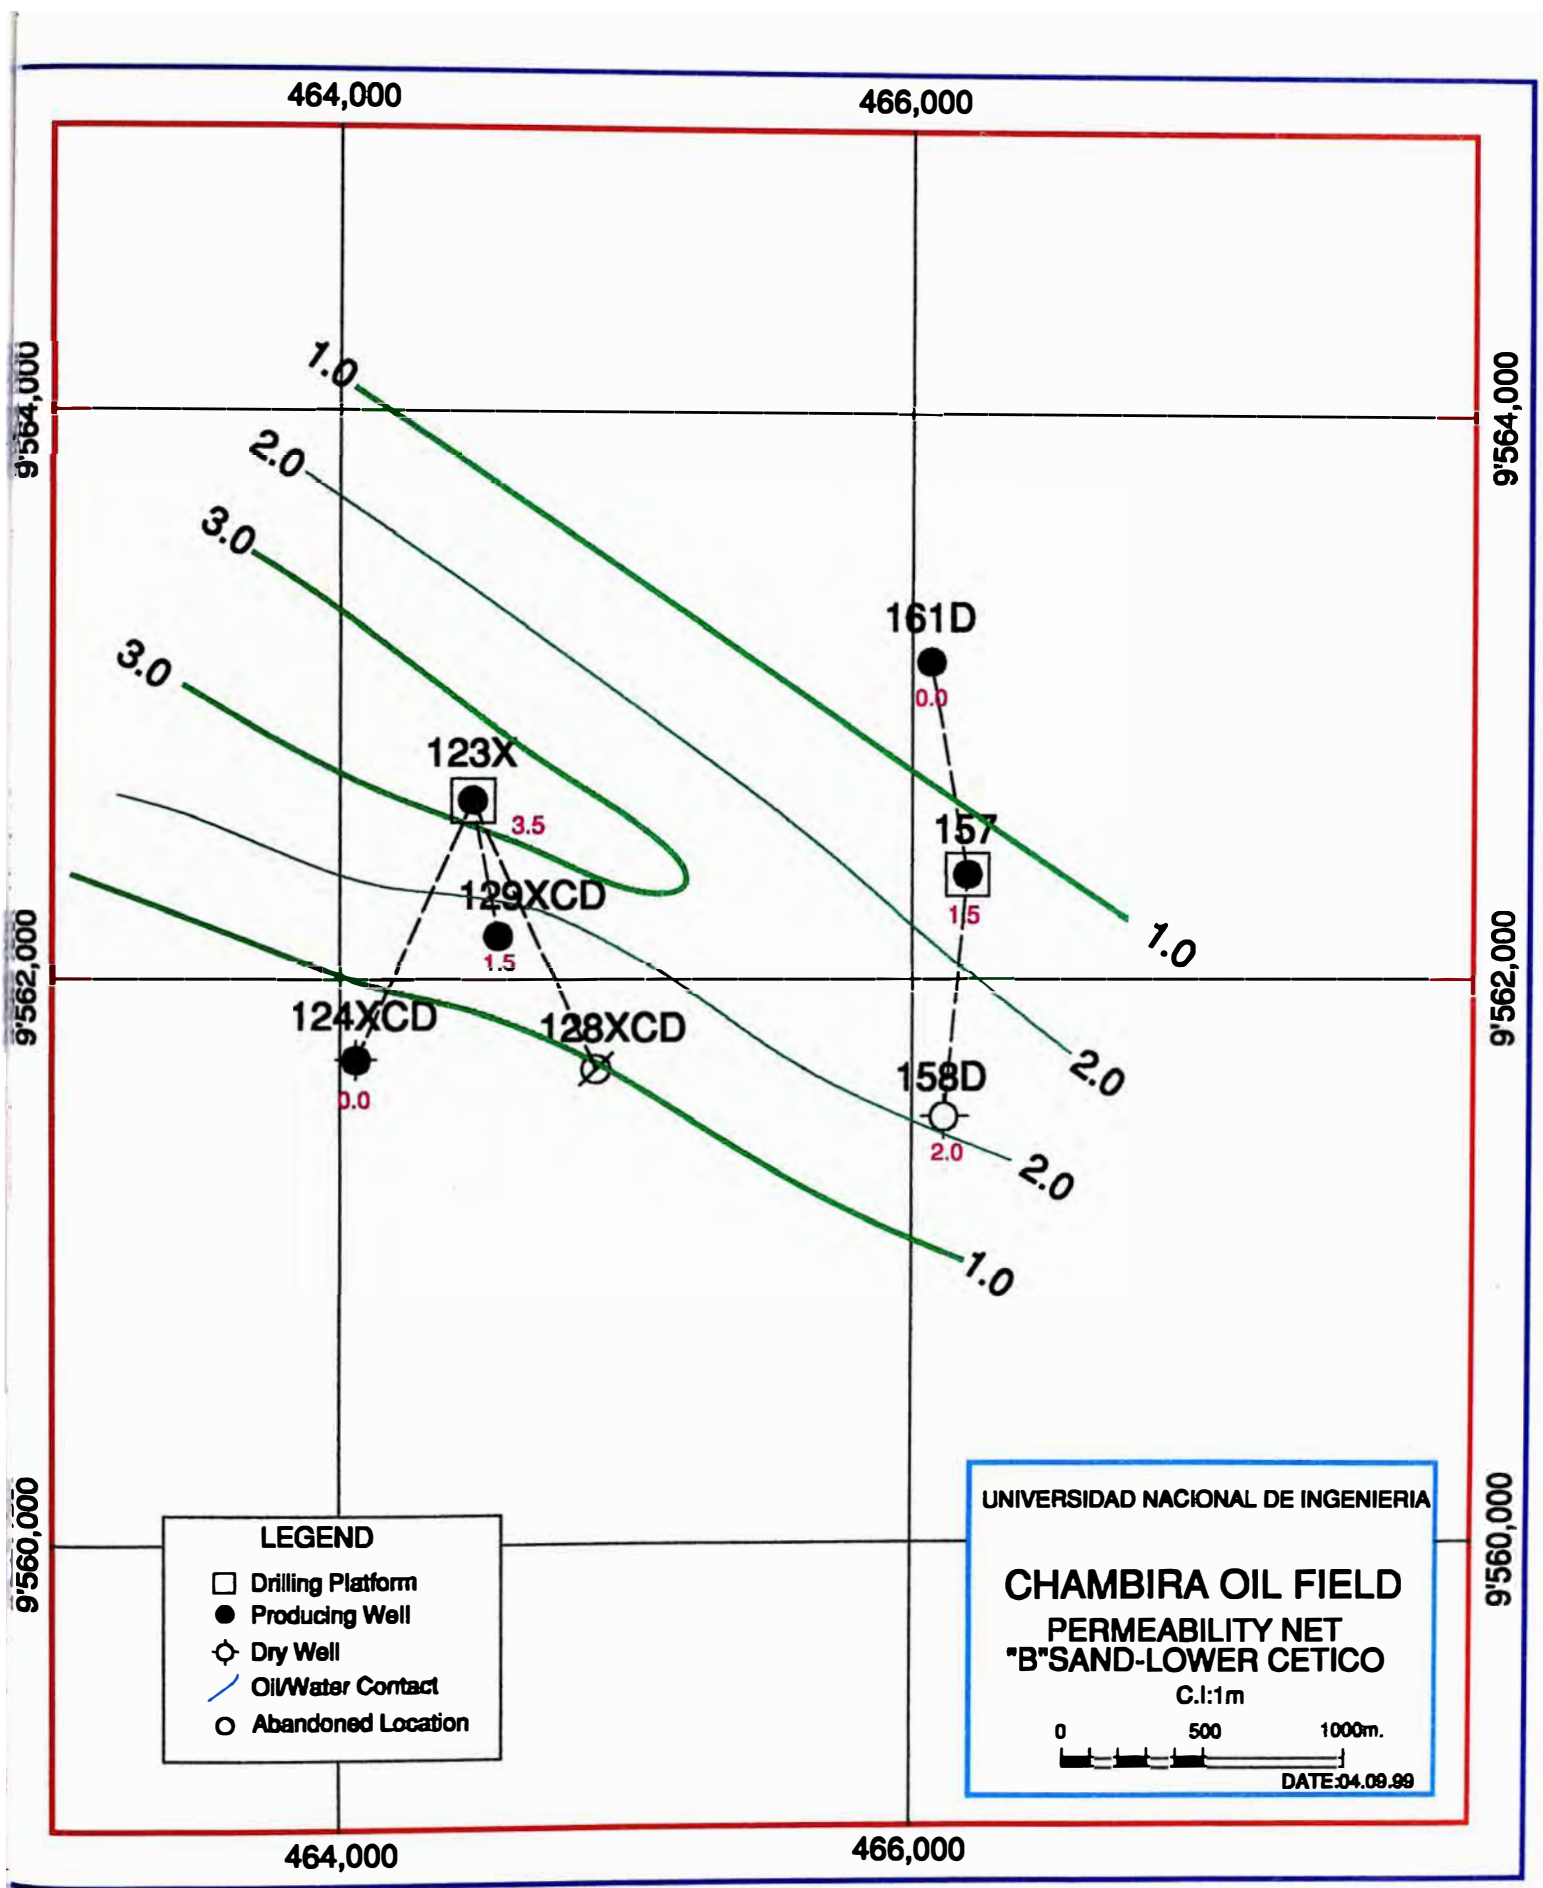 464,000
466,000
9'564,000
9'564,000
1.0
2.0
3.0
3.0
161D
0.0
123X
3.5
157
1.5
129XCD
1.5
1.0
9'562,000
9'562,000
124XCD
0.0
128XCD
158D
2.0
2.0
2.0
1.0
9'560,000
9'560,000
LEGEND
Drilling Platform
Producing Well
Dry Well
Oil/Water Contact
Abandoned Location
UNIVERSIDAD NACIONAL DE INGENIERIA
CHAMBIRA OIL FIELD
PERMEABILITY NET
"B"SAND-LOWER CETICO
C.I:1m
0 500 1000m.
DATE:04.09.99
464,000
466,000